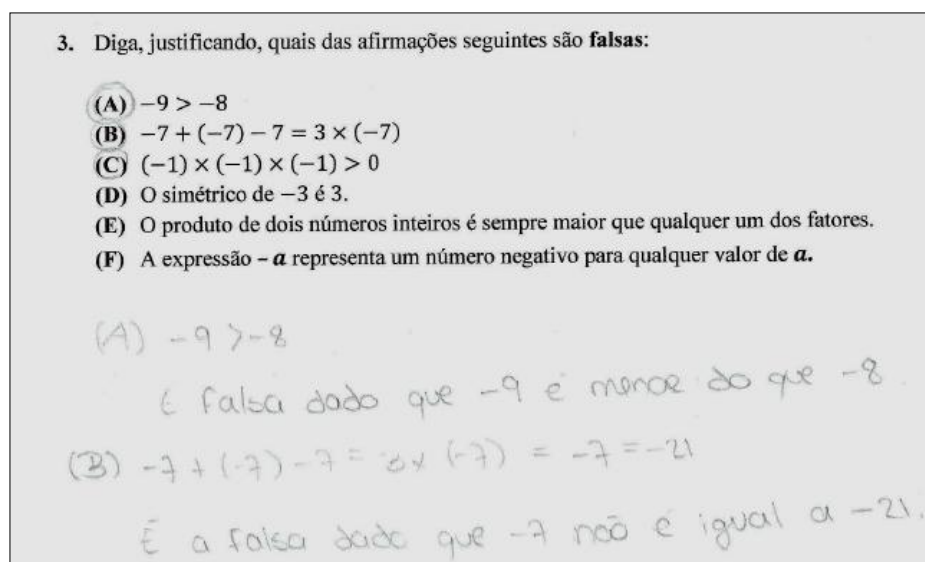 3. Diga, justificando, quais das afirmações seguintes são falsas:
(A) −9 > −8
(B) −7 + (−7) − 7 = 3 × (−7)
(C) (−1) × (−1) × (−1) > 0
(D) O simétrico de −3 é 3.
(E) O produto de dois números inteiros é sempre maior que qualquer um dos fatores.
(F) A expressão − a representa um número negativo para qualquer valor de a.
(A) -9 > -8
É falsa dado que -9 é menor do que -8.
(B) -7 + (-7) - 7 = 3 x (-7) = -7 = -21
É a falsa dado que -7 não é igual a -21.